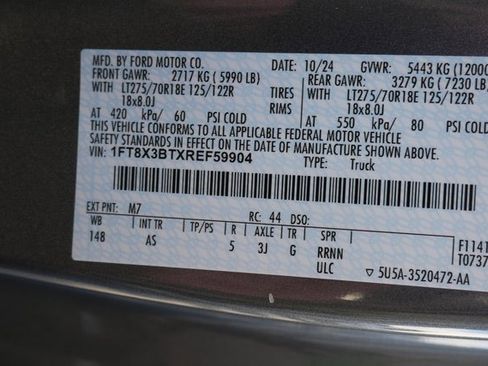 MFD. BY FORD MOTOR CO. 10/24 GVWR: 5443 KG (12000
FRONT GAWR: 2717 KG (5990 LB) REAR GAWR: 3279 KG (7230 LB)
WITH LT275/70R18E 125/122R TIRES WITH LT275/70R18E 125/122R
18x8.0J RIMS 18x8.0J
AT 420 kPa/ 60 PSI COLD AT 550 kPa/ 80 PSI COLD
THIS VEHICLE CONFORMS TO ALL APPLICABLE FEDERAL MOTOR VEHICLE
SAFETY STANDARDS IN EFFECT ON THE DATE OF MANUFACTURE SHOWN ABOVE.
VIN: 1FT8X3BTXREF59904 TYPE: Truck
EXT PNT: M7 RC: 44 DSO:
WB INT TR TP/PS R AXLE TR SPR
148 AS 5 3J G RRNN
ULC
F1141
T0737
5U5A-3520472-AA